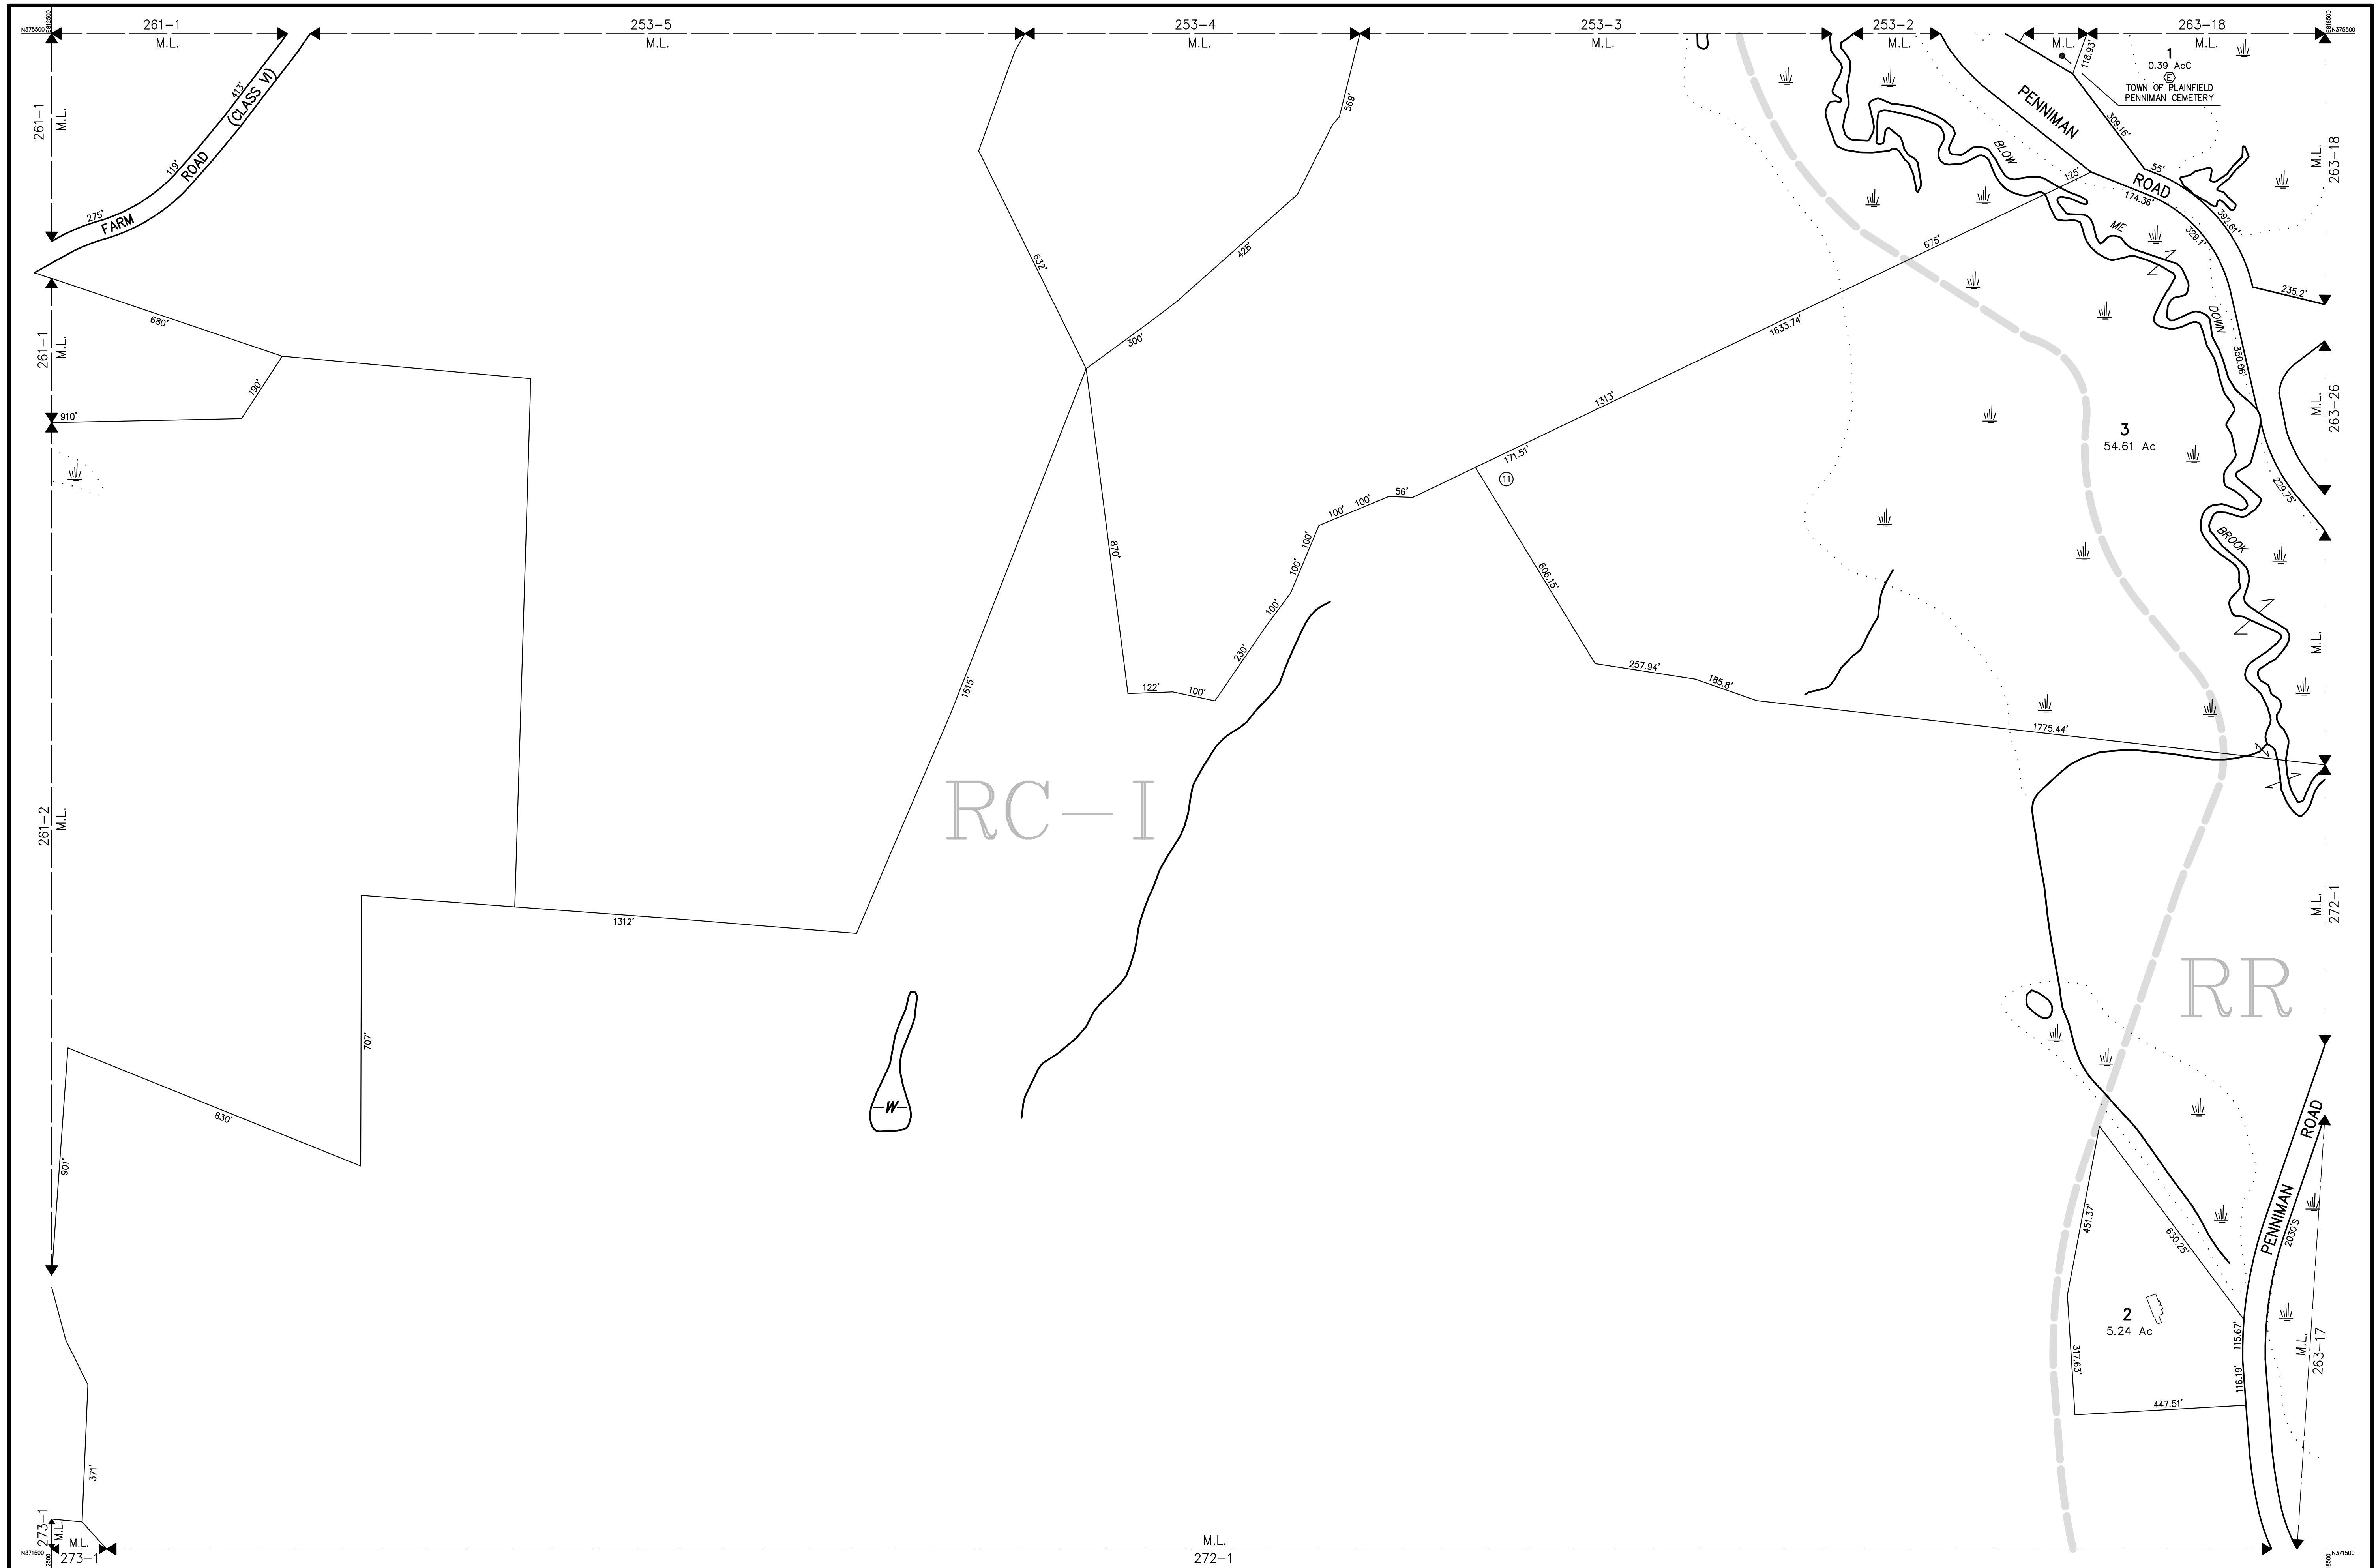 261-1
253-5
253-4
253-3
253-2
263-18
N375500
N375500
M.L.
M.L.
M.L.
M.L.
M.L.
M.L.
M.L.
1
0.39 AcC
E
TOWN OF PLAINFIELD
PENNIMAN CEMETERY
118.93'
309.16'
55'
392.61'
235.2'
PENNIMAN
ROAD
125'
174.36'
329.1'
350.06'
229.75'
BLOW
ME
DOWN
BROOK
261-1
M.L.
413'
(CLASS VI)
119'
ROAD
275'
FARM
263-18
M.L.
569'
428'
632'
300'
675'
1633.74'
1313'
171.51'
11
680'
190'
910'
261-1
M.L.
263-26
M.L.
3
54.61 Ac
56'
100'
100'
100'
100'
100'
230'
100'
122'
870'
1615'
606.15'
257.94'
185.8'
1775.44'
M.L.
261-2
M.L.
RC-I
1312'
707'
830'
901'
W
272-1
M.L.
RR
PENNIMAN
ROAD
2030'S
451.37'
630.25'
2
5.24 Ac
115.67'
116.19'
317.63'
447.51'
M.L.
263-17
371'
273-1
M.L.
M.L.
273-1
N371500
M.L.
272-1
N371500